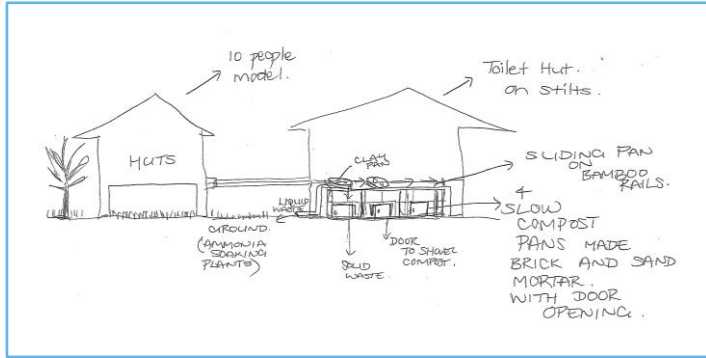 10 people
model.
Toilet Hut.
on stilts.
HUTS
CLAY
PAN
SLIDING PAN
ON
BAMBOO
RAILS.
LIQUID
WASTE
GROUND.
(AMMONIA
SOAKING
PLANTS)
SOLID
WASTE.
DOOR
TO SHOVEL
COMPOST.
4
SLOW
COMPOST
PANS MADE
BRICK AND SAND
MORTAR.
WITH DOOR
OPENING.